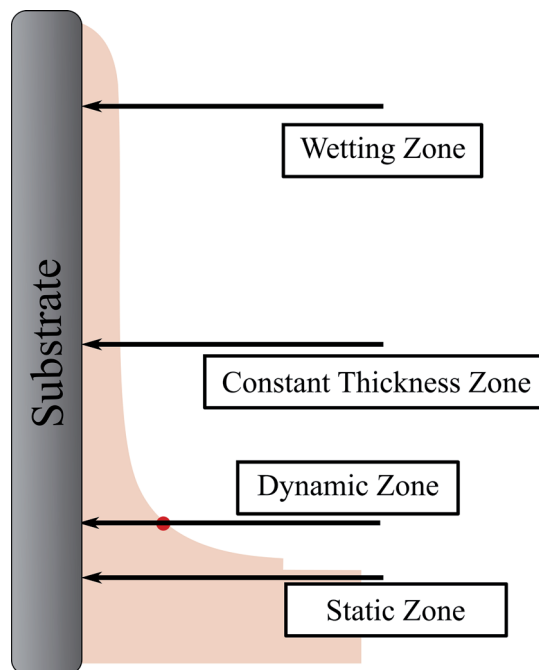 Wetting Zone
Substrate
Constant Thickness Zone
Dynamic Zone
Static Zone